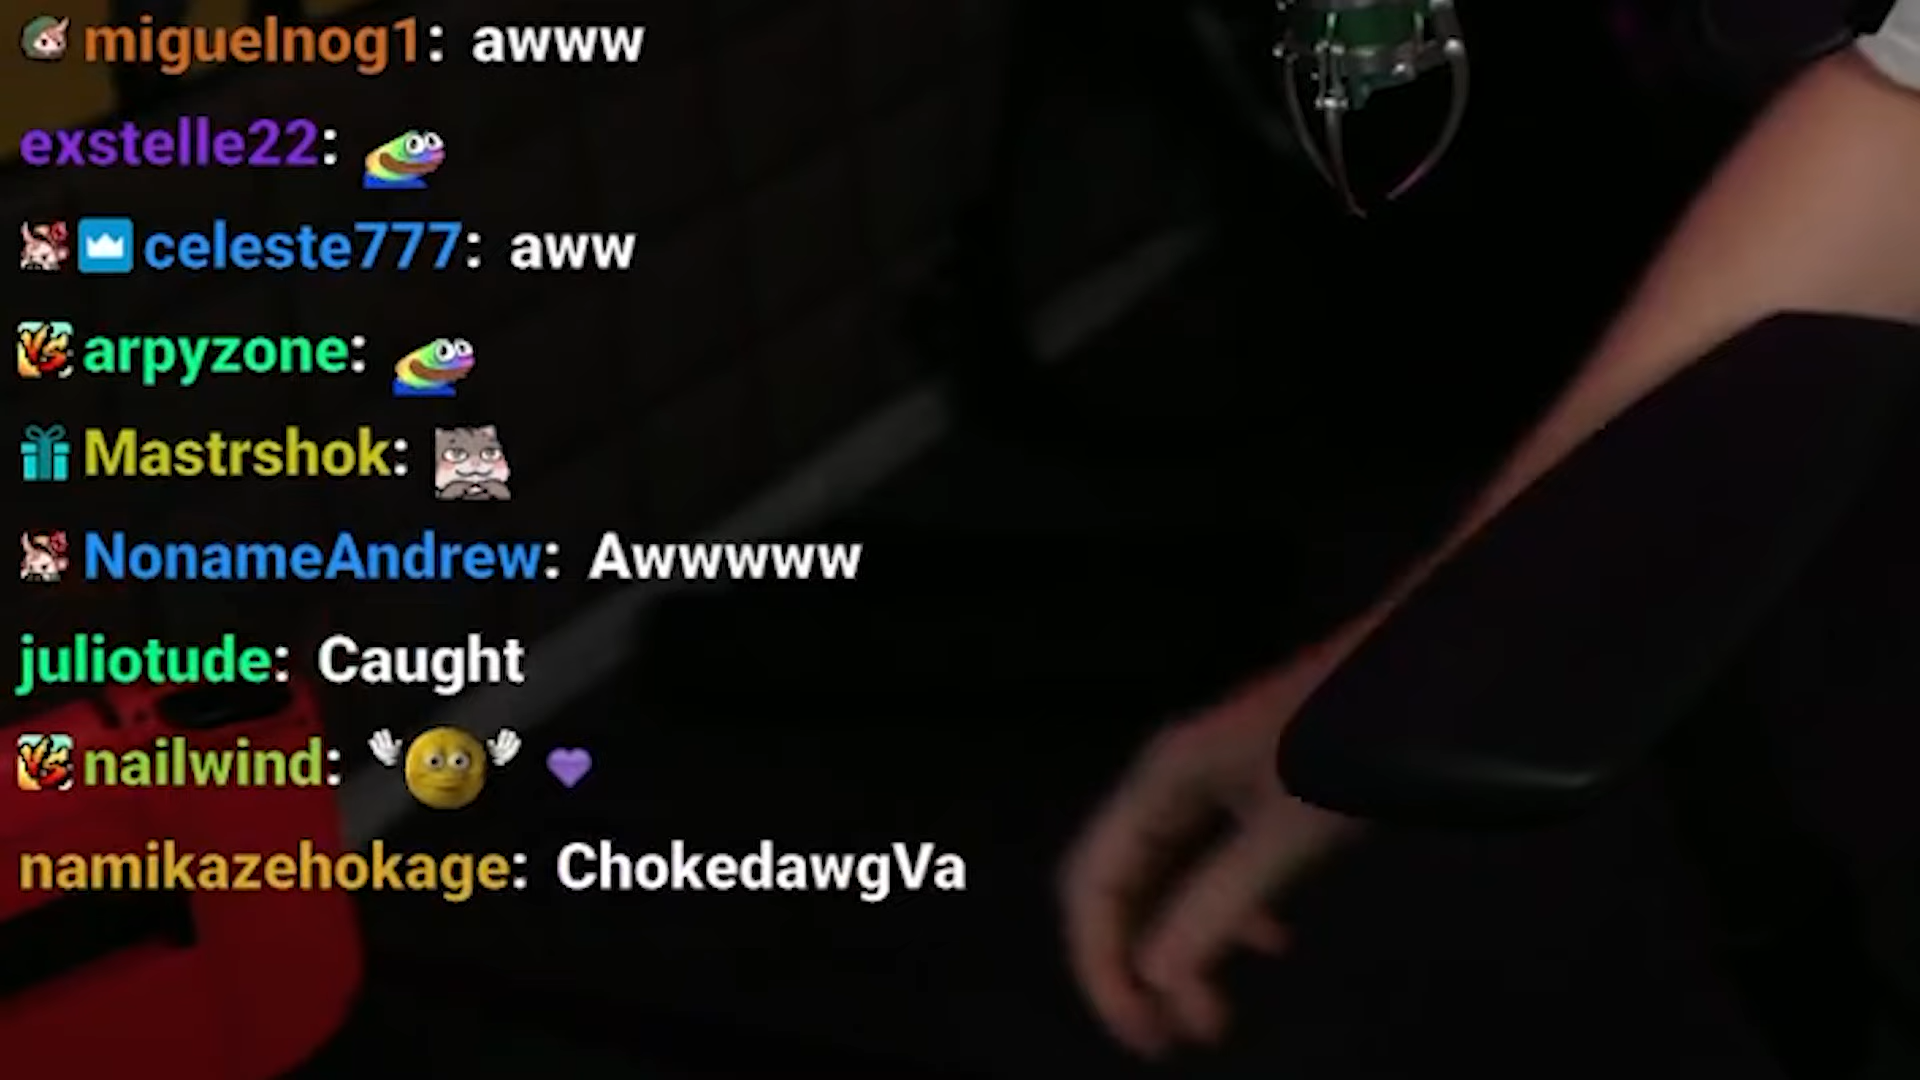 miguelnog1: awww
exstelle22:
celeste777: aww
arpyzone:
Mastrshok:
NonameAndrew: Awwwww
juliotude: Caught
nailwind:
namikazehokage: ChokedawgVa